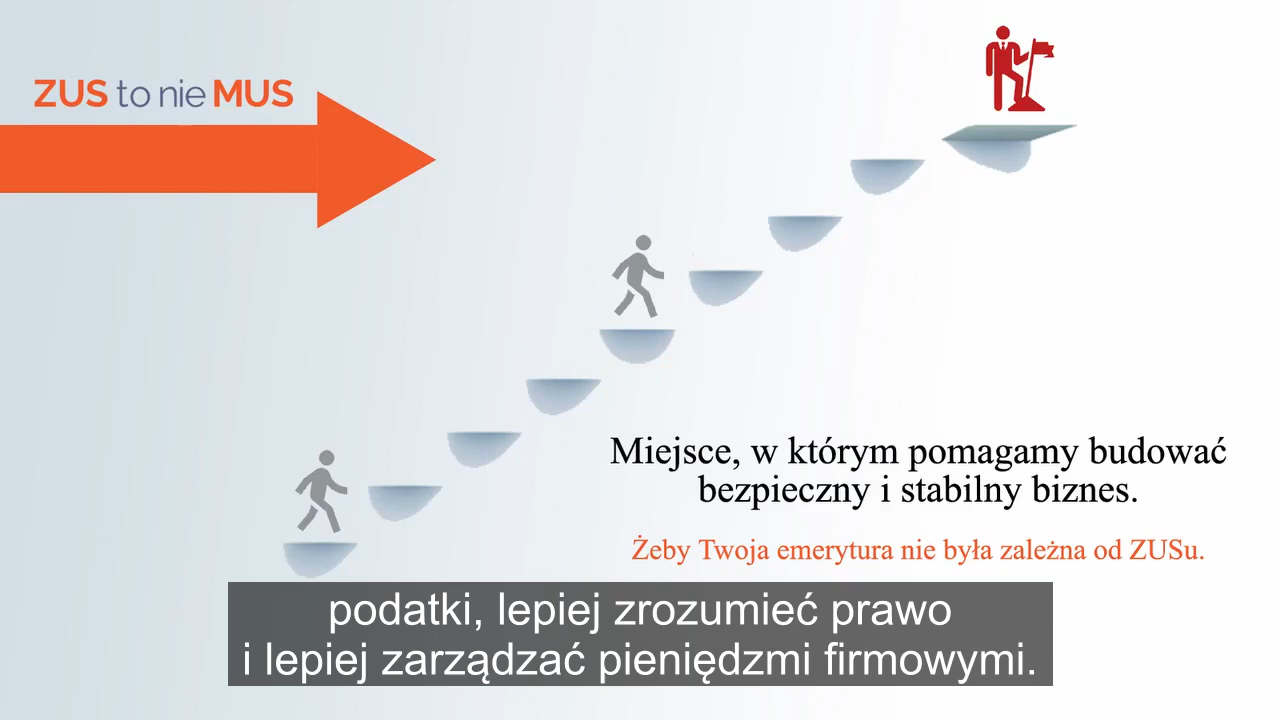 ZUS to nie MUS
Miejsce, w którym pomagamy budować
bezpieczny i stabilny biznes.
Żeby Twoja emerytura nie była zależna od ZUSu.
podatki, lepiej zrozumieć prawo
i lepiej zarządzać pieniędzmi firmowymi.